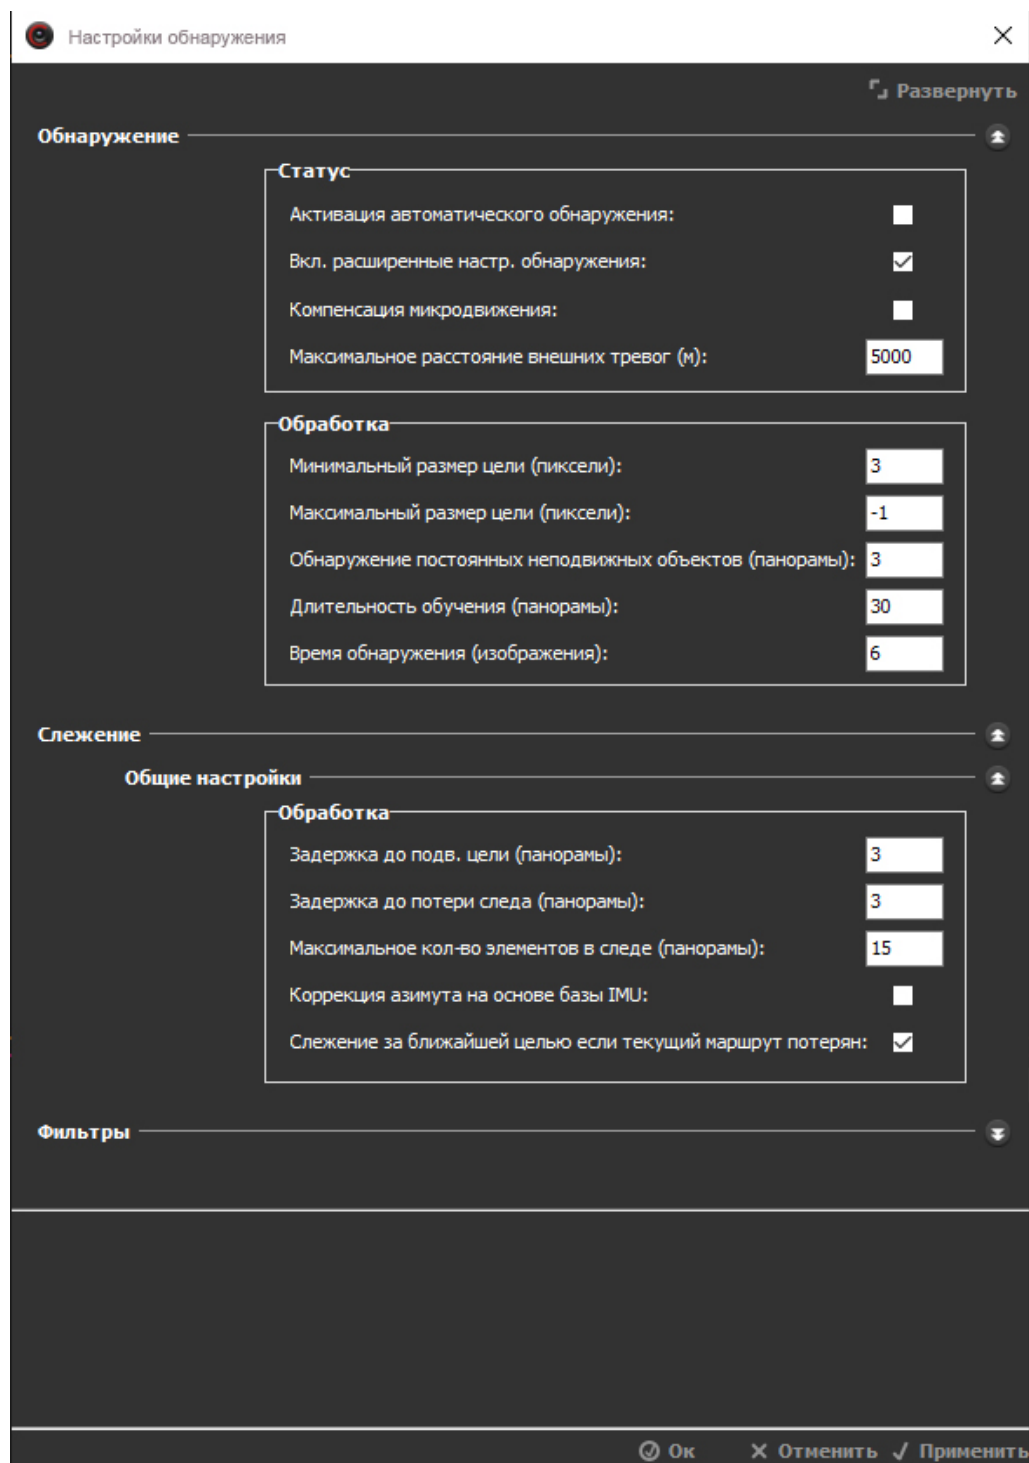 Настройки обнаружения
Развернуть
Обнаружение
Статус
Активация автоматического обнаружения:
Вкл. расширенные настр. обнаружения:
Компенсация микродвижения:
Максимальное расстояние внешних тревог (м): 5000
Обработка
Минимальный размер цели (пиксели): 3
Максимальный размер цели (пиксели): -1
Обнаружение постоянных неподвижных объектов (панорамы): 3
Длительность обучения (панорамы): 30
Время обнаружения (изображения): 6
Слежение
Общие настройки
Обработка
Задержка до подв. цели (панорамы): 3
Задержка до потери следа (панорамы): 3
Максимальное кол-во элементов в следе (панорамы): 15
Коррекция азимута на основе базы IMU:
Слежение за ближайшей целью если текущий маршрут потерян:
Фильтры
Ок Отменить Применить